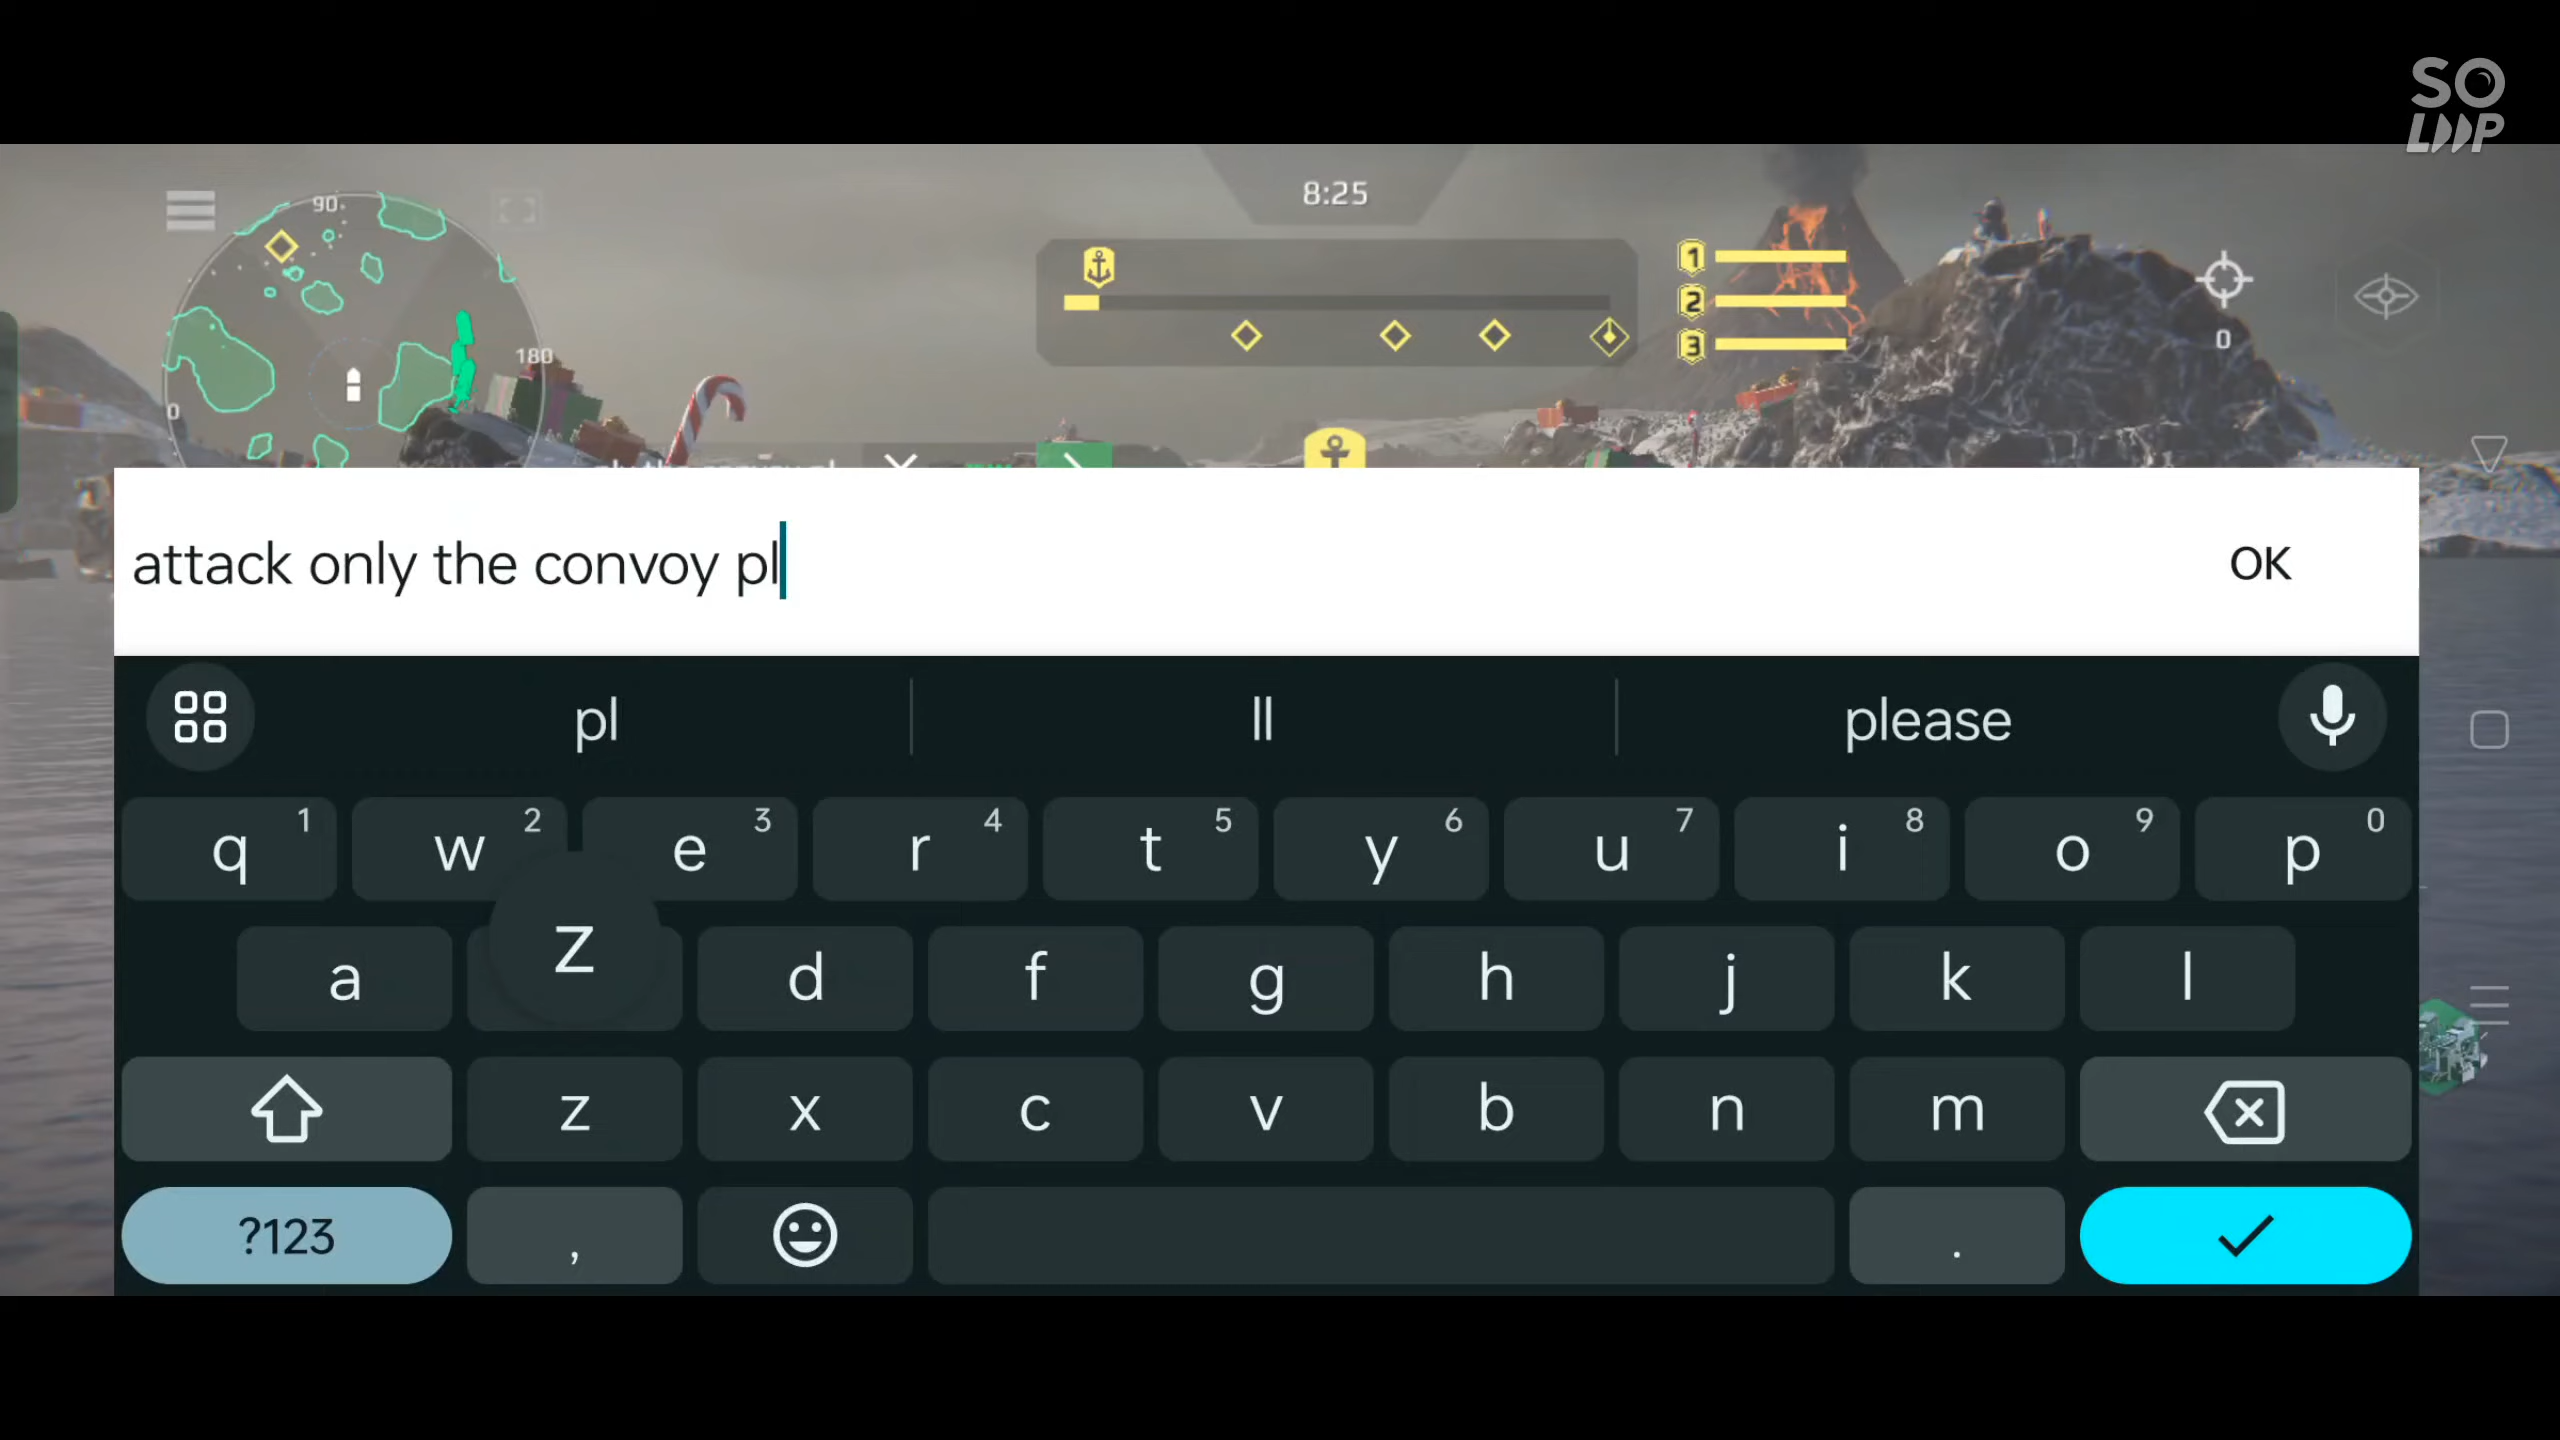 SO
LOOP
90
8:25
1
2
3
180
0
0
attack only the convoy pl
OK
pl ll please
q 1 w 2 e 3 r 4 t 5 y 6 u 7 i 8 o 9 p 0
a z d f g h j k l
z x c v b n m
?123 , .